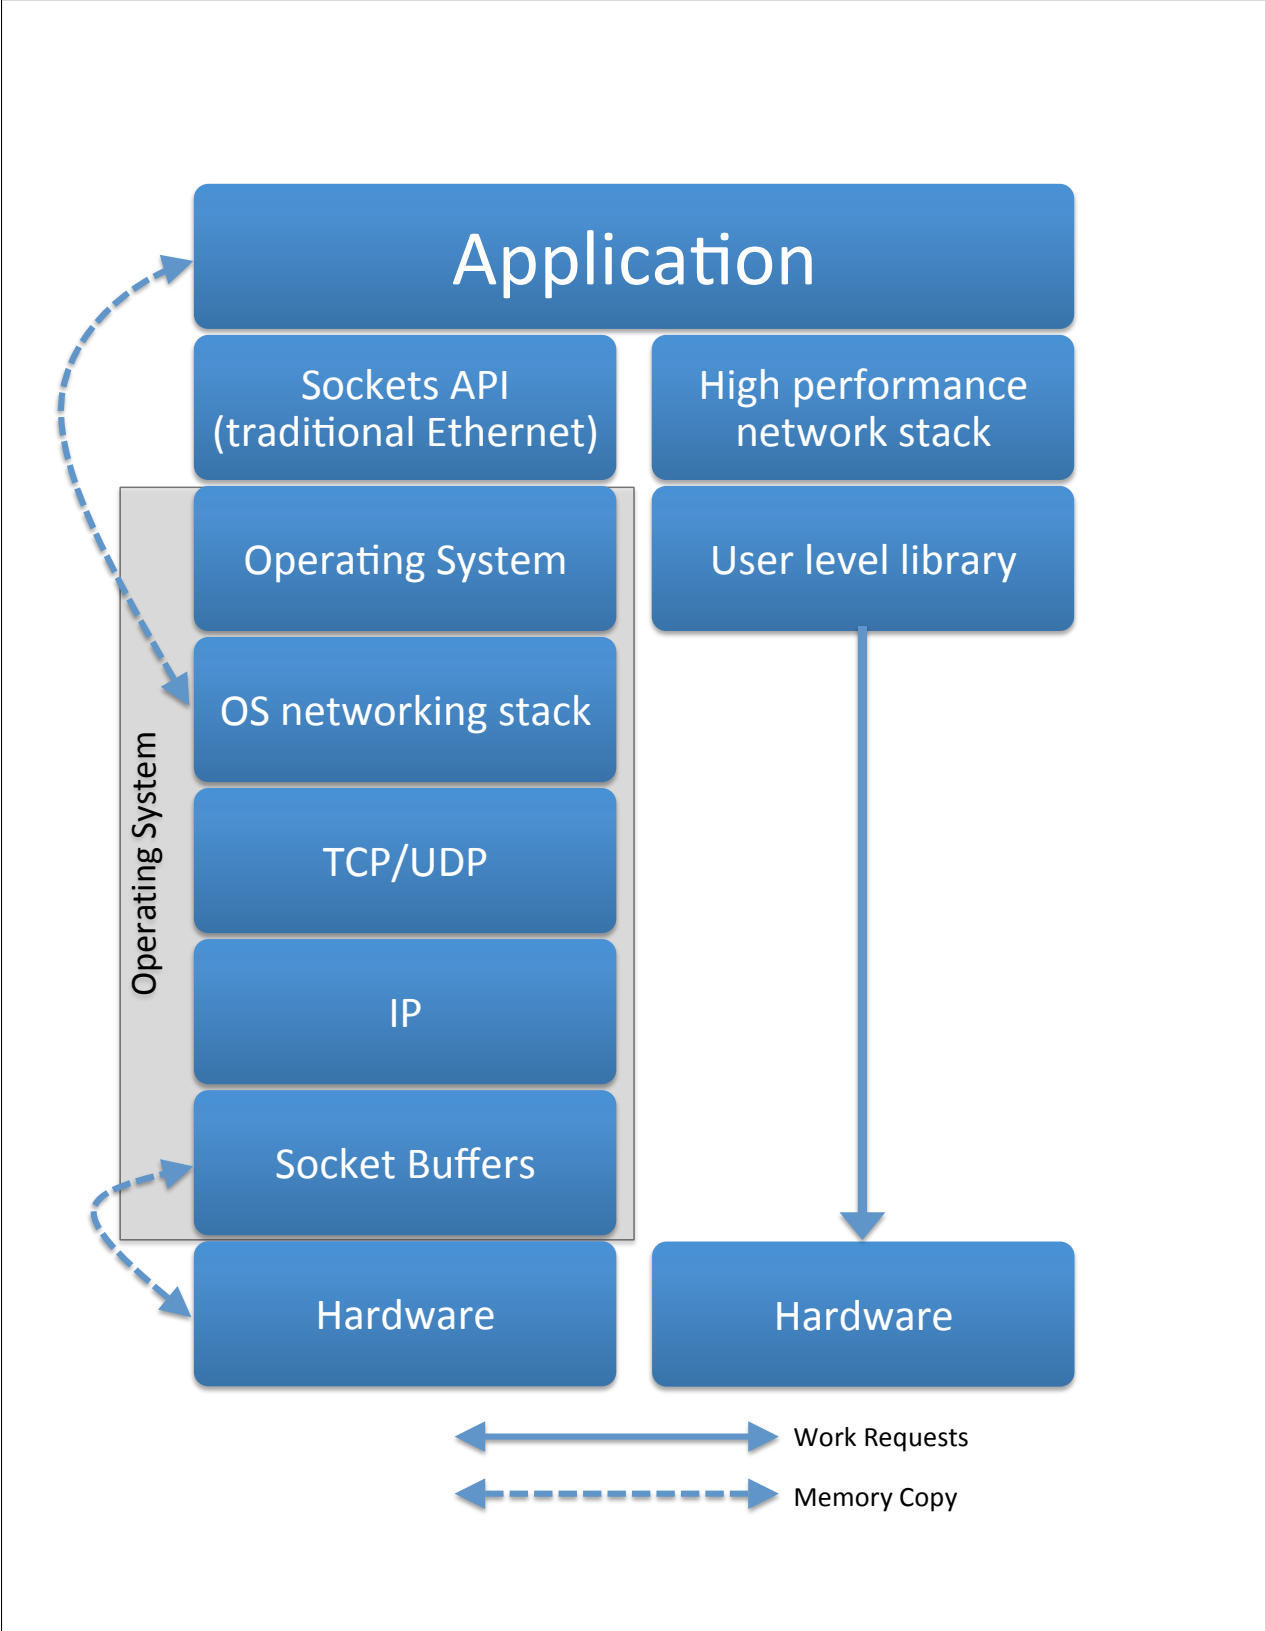 Application
Sockets API
(traditional Ethernet)
High performance
network stack
Operating System
User level library
OS networking stack
Operating System
TCP/UDP
IP
Socket Buffers
Hardware
Hardware
Work Requests
Memory Copy